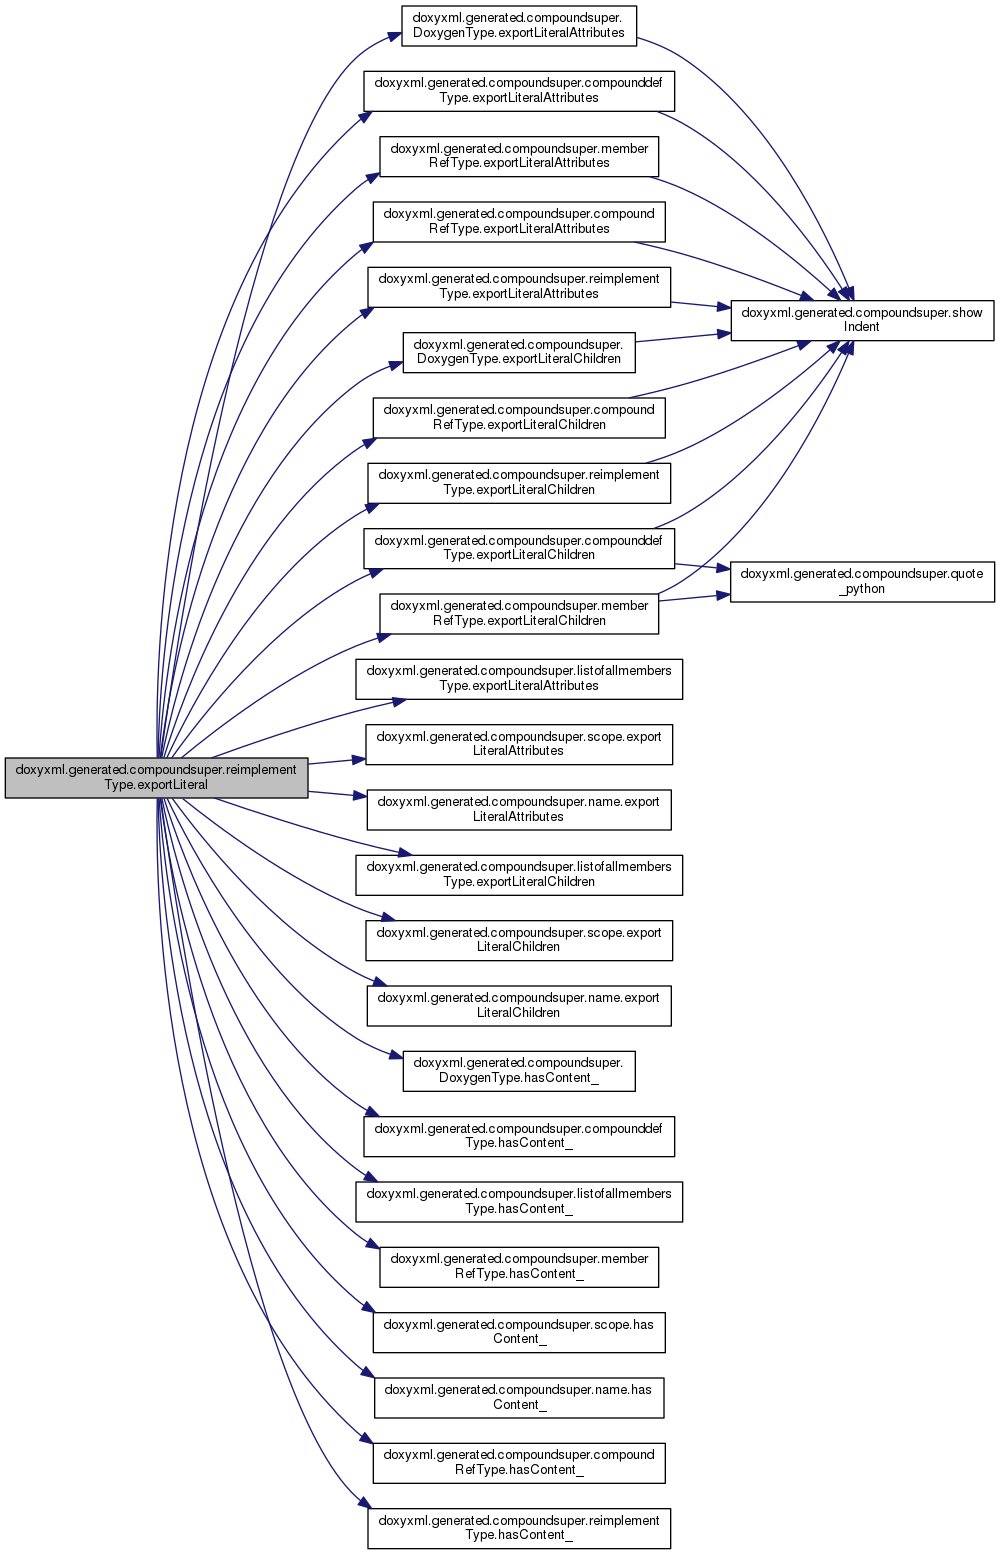 doxyxml.generated.compoundsuper.
DoxygenType.exportLiteralAttributes
doxyxml.generated.compoundsuper.compounddef
Type.exportLiteralAttributes
doxyxml.generated.compoundsuper.member
RefType.exportLiteralAttributes
doxyxml.generated.compoundsuper.compound
RefType.exportLiteralAttributes
doxyxml.generated.compoundsuper.reimplement
Type.exportLiteralAttributes
doxyxml.generated.compoundsuper.show
Indent
doxyxml.generated.compoundsuper.
DoxygenType.exportLiteralChildren
doxyxml.generated.compoundsuper.compound
RefType.exportLiteralChildren
doxyxml.generated.compoundsuper.reimplement
Type.exportLiteralChildren
doxyxml.generated.compoundsuper.compounddef
Type.exportLiteralChildren
doxyxml.generated.compoundsuper.quote
_python
doxyxml.generated.compoundsuper.member
RefType.exportLiteralChildren
doxyxml.generated.compoundsuper.listofallmembers
Type.exportLiteralAttributes
doxyxml.generated.compoundsuper.scope.export
LiteralAttributes
doxyxml.generated.compoundsuper.reimplement
Type.exportLiteral
doxyxml.generated.compoundsuper.name.export
LiteralAttributes
doxyxml.generated.compoundsuper.listofallmembers
Type.exportLiteralChildren
doxyxml.generated.compoundsuper.scope.export
LiteralChildren
doxyxml.generated.compoundsuper.name.export
LiteralChildren
doxyxml.generated.compoundsuper.
DoxygenType.hasContent_
doxyxml.generated.compoundsuper.compounddef
Type.hasContent_
doxyxml.generated.compoundsuper.listofallmembers
Type.hasContent_
doxyxml.generated.compoundsuper.member
RefType.hasContent_
doxyxml.generated.compoundsuper.scope.has
Content_
doxyxml.generated.compoundsuper.name.has
Content_
doxyxml.generated.compoundsuper.compound
RefType.hasContent_
doxyxml.generated.compoundsuper.reimplement
Type.hasContent_